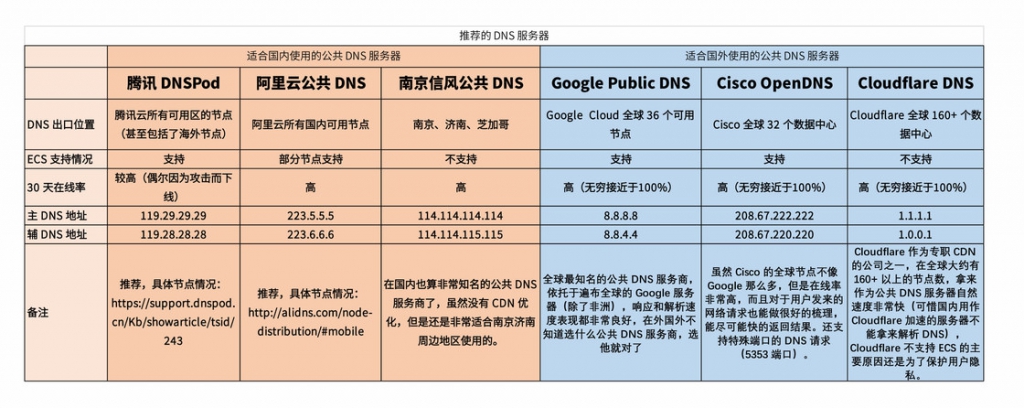 推荐的 DNS 服务器
适合国内使用的公共 DNS 服务器
适合国外使用的公共 DNS 服务器
腾讯 DNSPod
阿里云公共 DNS
南京信风公共 DNS
Google Public DNS
Cisco OpenDNS
Cloudflare DNS
DNS 出口位置
腾讯云所有可用区的节点
（甚至包括了海外节点）
阿里云所有国内可用节点
南京、济南、芝加哥
Google Cloud 全球 36 个可用
节点
Cisco 全球 32 个数据中心
Cloudflare 全球 160+ 个数
据中心
ECS 支持情况
支持
部分节点支持
不支持
支持
支持
不支持
30 天在线率
较高（偶尔因为攻击而下
线）
高
高
高（无穷接近于100%）
高（无穷接近于100%）
高（无穷接近于100%）
主 DNS 地址
119.29.29.29
223.5.5.5
114.114.114.114
8.8.8.8
208.67.222.222
1.1.1.1
辅 DNS 地址
119.28.28.28
223.6.6.6
114.114.115.115
8.8.4.4
208.67.220.220
1.0.0.1
备注
推荐，具体节点情况：
https://support.dnspod.
cn/Kb/showarticle/tsid/
243
推荐，具体节点情况：
http://alidns.com/node-
distribution/#mobile
在国内也算非常知名的公共 DNS
服务商了，虽然没有 CDN 优
化，但是还是非常适合南京济南
周边地区使用的。
全球最知名的公共 DNS 服务商，
依托于遍布全球的 Google 服务
器（除了非洲），响应和解析速
度表现都非常良好，在外国外不
知道选什么公共 DNS 服务商，选
他就对了
虽然 Cisco 的全球节点不像
Google 那么多，但是在线率
非常高，而且对于用户发来的
网络请求也能做很好的梳理，
能尽可能快的返回结果。还支
持特殊端口的 DNS 请求
（5353 端口）。
Cloudflare 作为专职 CDN
的公司之一，在全球大约有
160+ 以上的节点数，拿来
作为公共 DNS 服务器自然
速度非常快（可惜国内用作
Cloudflare 加速的服务器不
能拿来解析 DNS），
Cloudflare 不支持 ECS 的主
要原因还是为了保护用户隐
私。